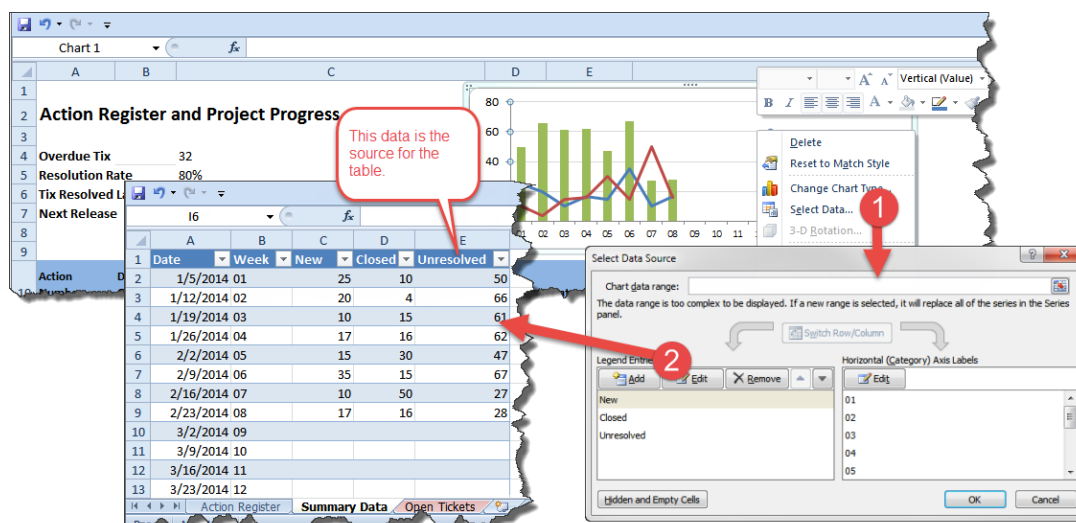 Chart 1
fx
A B C D E
1
2 Action Register and Project Progress
3
4 Overdue Tix 32
5 Resolution Rate 80%
6 Tix Resolved
7 Next Release
8
9
Action
80
60
40
01 02 03 04 05 06 07 08 09 10 11
This data is the
source for the
table.
Vertical (Value)
B I A
Delete
Reset to Match Style
Change Chart Type...
Select Data...
3-D Rotation...
1
I6 fx
A B C D E
1 Date Week New Closed Unresolved
2 1/5/2014 01 25 10 50
3 1/12/2014 02 20 4 66
4 1/19/2014 03 10 15 61
5 1/26/2014 04 17 16 62
6 2/2/2014 05 15 30 47
7 2/9/2014 06 35 15 67
8 2/16/2014 07 10 50 27
9 2/23/2014 08 17 16 28
10 3/2/2014 09
11 3/9/2014 10
12 3/16/2014 11
13 3/23/2014 12
Action Register Summary Data Open Tickets
2
Select Data Source
Chart data range:
The data range is too complex to be displayed. If a new range is selected, it will replace all of the series in the Series
panel.
Switch Row/Column
Legend Horizontal (Category) Axis Labels
Add Edit Remove Edit
New 01
Closed 02
Unresolved 03
04
05
Hidden and Empty Cells OK Cancel